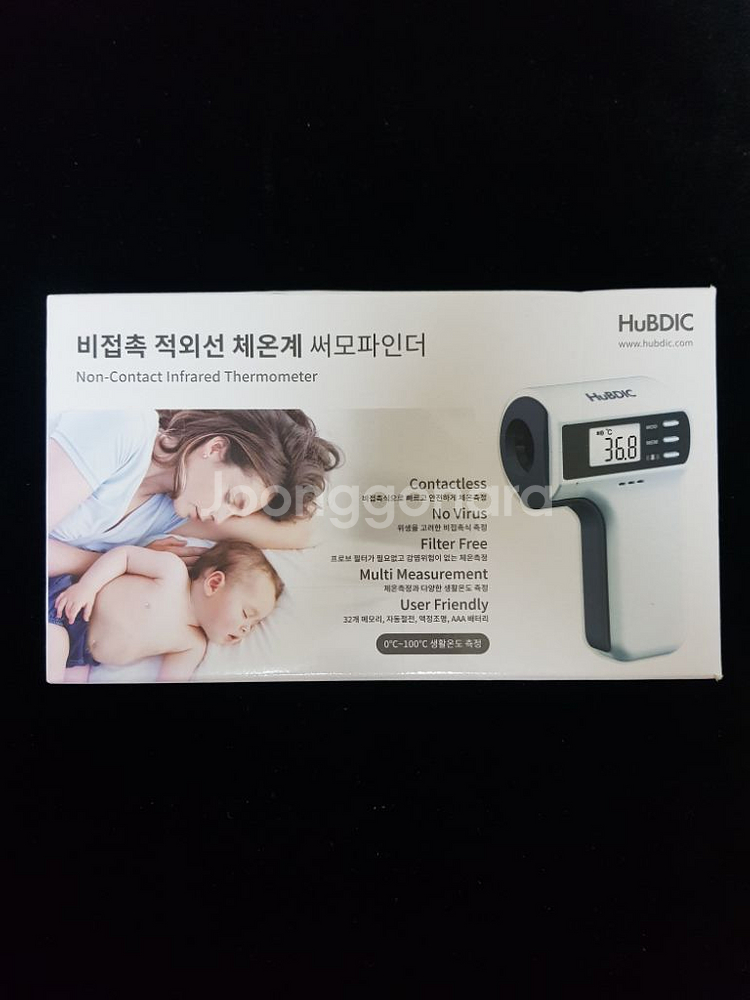 비접촉 적외선 체온계 써모파인더
Non-Contact Infrared Thermometer
HuBDIC
www.hubdic.com
HuBDIC
℃
36.8
MODE
MEM
Contactless
비접촉식으로 빠르고 안전하게 체온측정
No Virus
위생을 고려한 비접촉식 측정
Filter Free
프로브 필터가 필요없고 감염위험이 없는 체온측정
Multi Measurement
체온측정과 다양한 생활온도 측정
User Friendly
32개 메모리, 자동절전, 액정조명, AAA 배터리
0℃~100℃ 생활온도 측정
Joonggonara